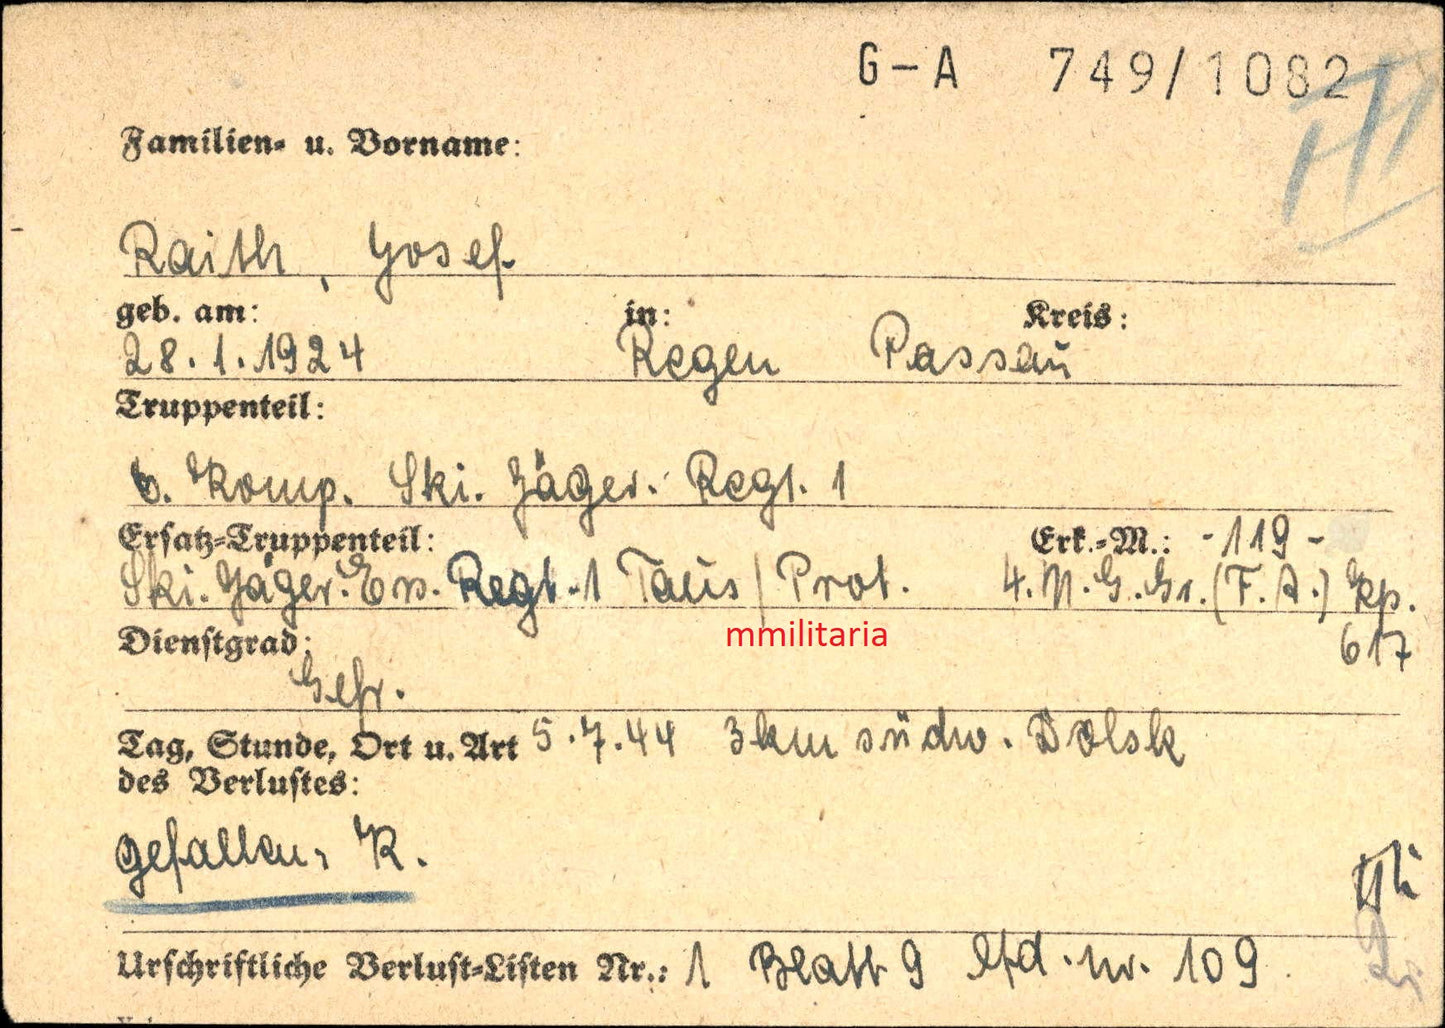 G-A 749/1082
Familien- u. Vorname:
Raith, Josef
geb. am: in: Kreis:
28.1.1924 Regen Passau
Truppenteil:
6. Komp. Ski. Jäger. Regt. 1
Ersatz-Truppenteil: Erk.-M.: -119-
Ski. Jäger. Ers. Regt. 1 Taus / Prot. 4. N.G.Gr. (F.A.) Kp.
mmilitaria
Dienstgrad: 617
Gefr.
Tag, Stunde, Ort u. Art 5.7.44 3km südw. Dolsk
des Verlustes:
gefallen, K.
Urschriftliche Verlust-Listen Nr.: 1 Blatt 9 lfd. nr. 109